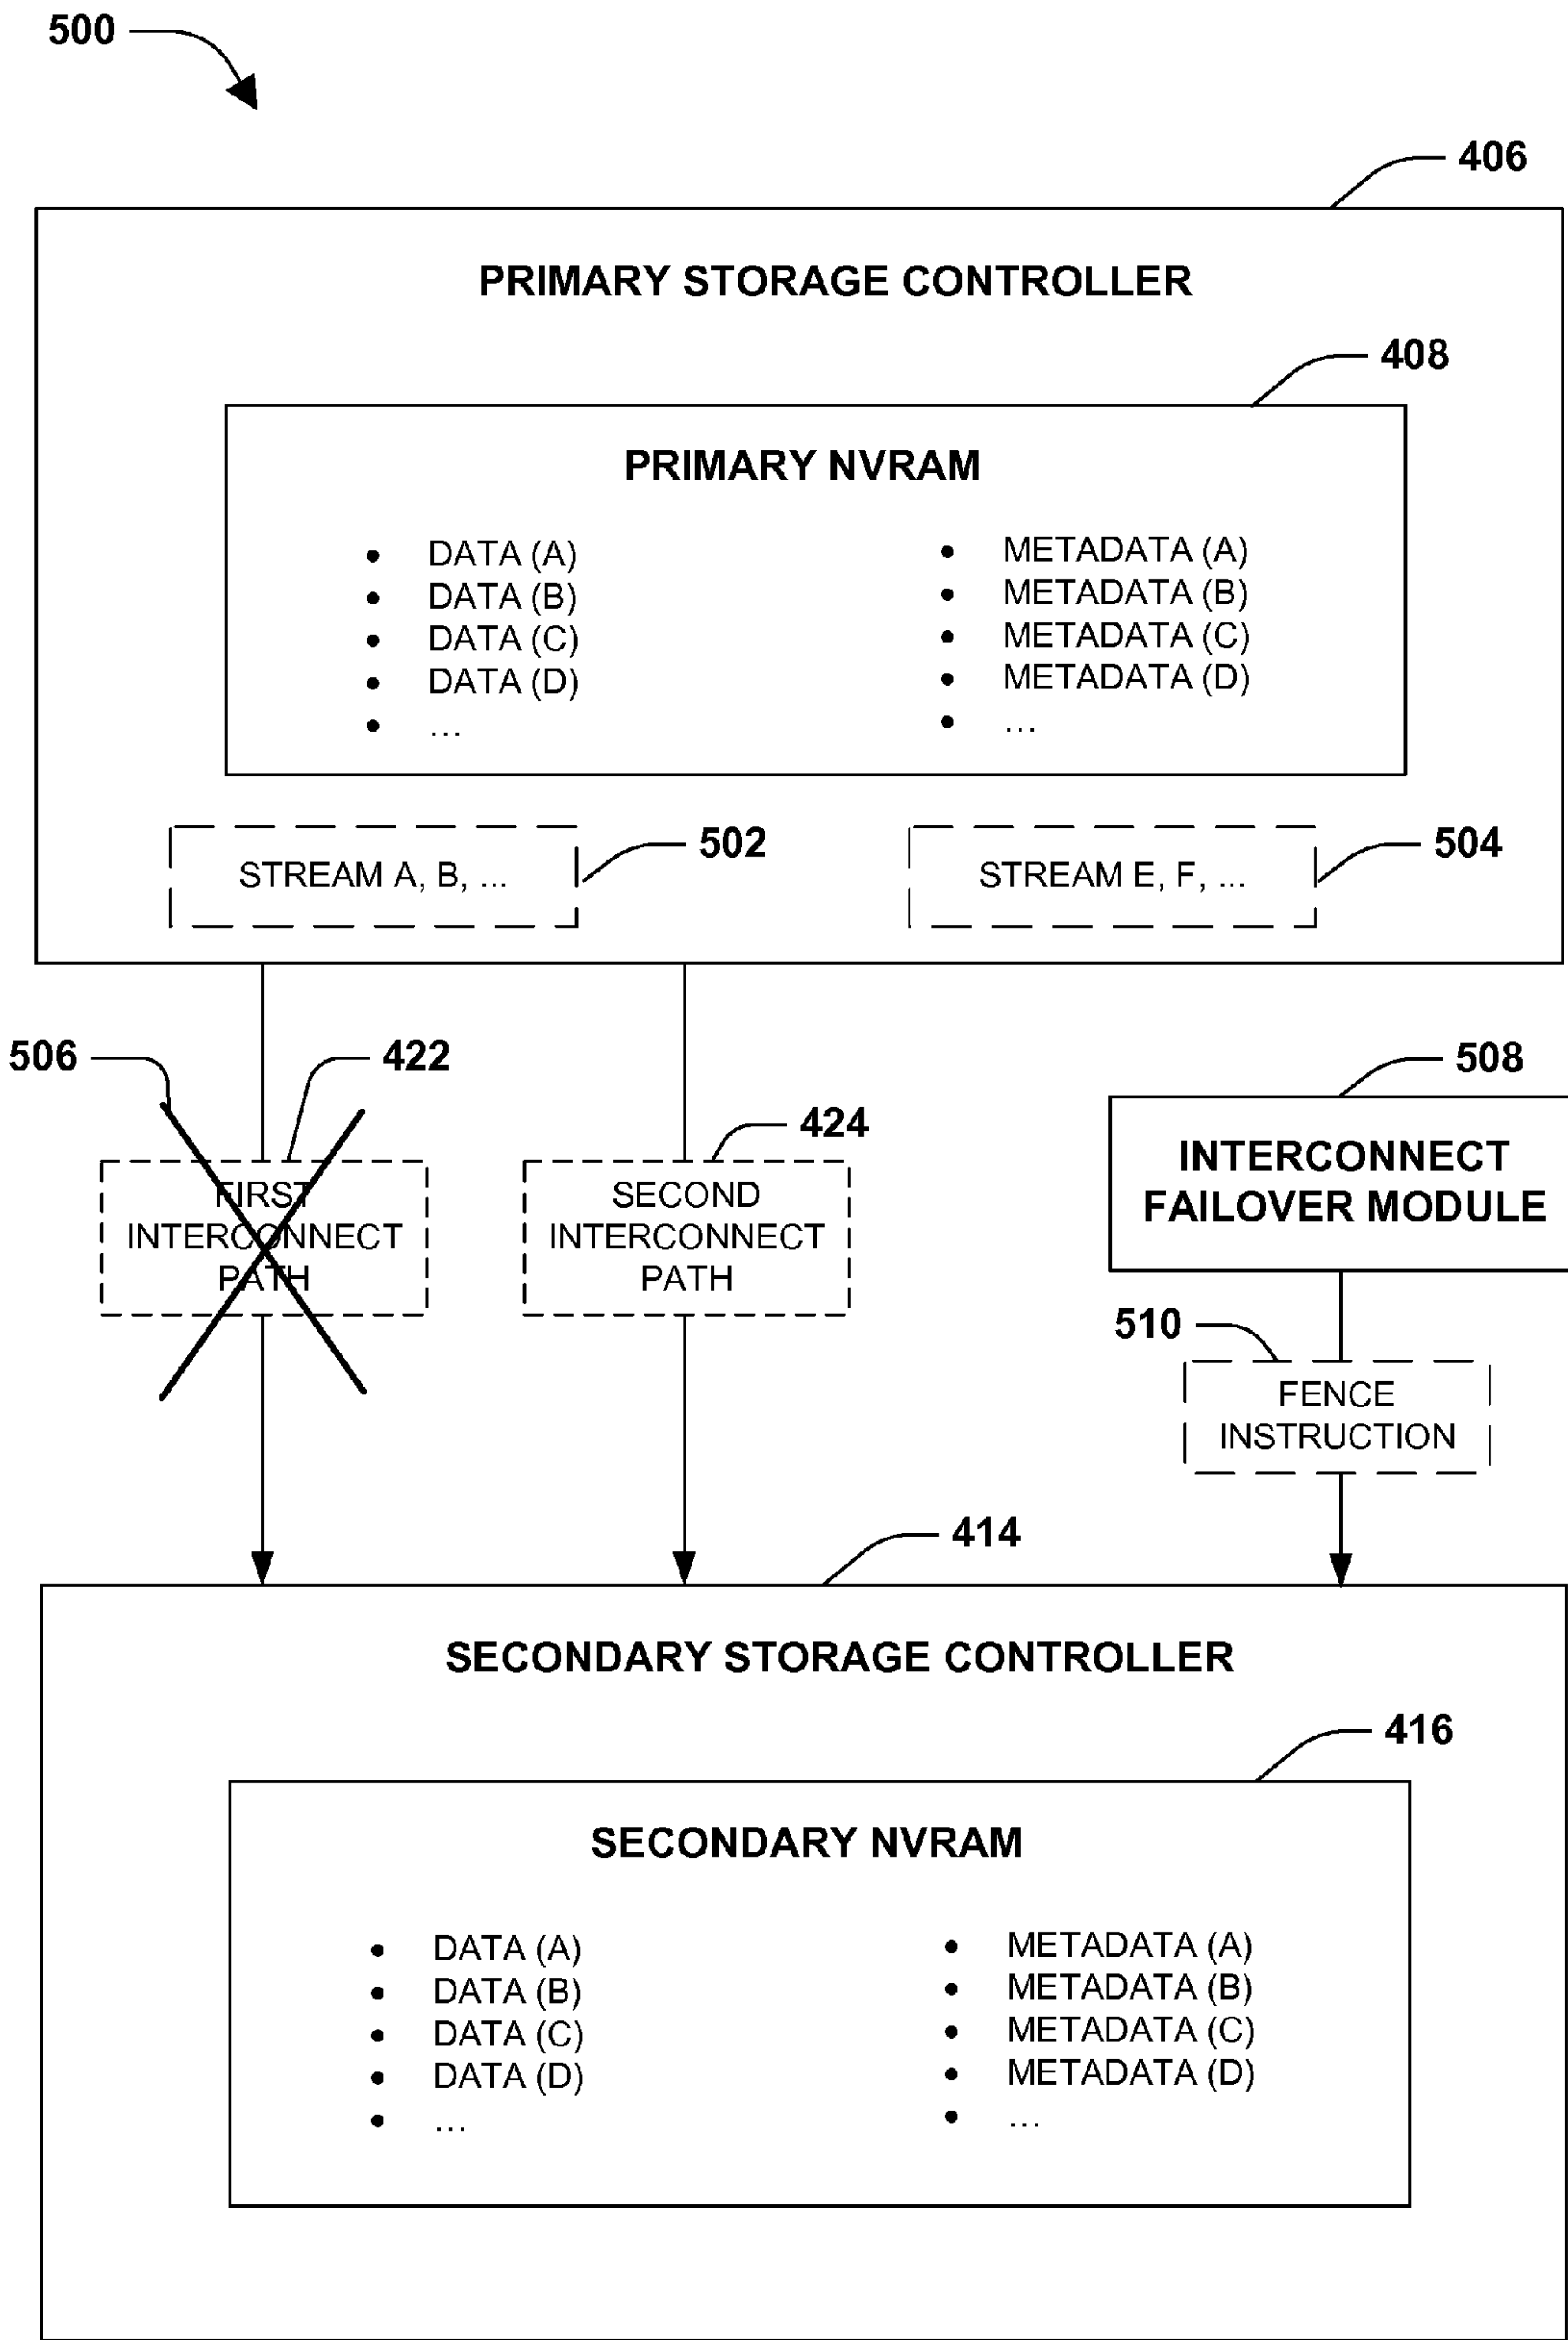 500
406
PRIMARY STORAGE CONTROLLER
408
PRIMARY NVRAM
• DATA (A)
• DATA (B)
• DATA (C)
• DATA (D)
• ...
• METADATA (A)
• METADATA (B)
• METADATA (C)
• METADATA (D)
• ...
STREAM A, B, ...
502
STREAM E, F, ...
504
506
422
FIRST
INTERCONNECT
PATH
424
SECOND
INTERCONNECT
PATH
508
INTERCONNECT
FAILOVER MODULE
510
FENCE
INSTRUCTION
414
SECONDARY STORAGE CONTROLLER
416
SECONDARY NVRAM
• DATA (A)
• DATA (B)
• DATA (C)
• DATA (D)
• ...
• METADATA (A)
• METADATA (B)
• METADATA (C)
• METADATA (D)
• ...